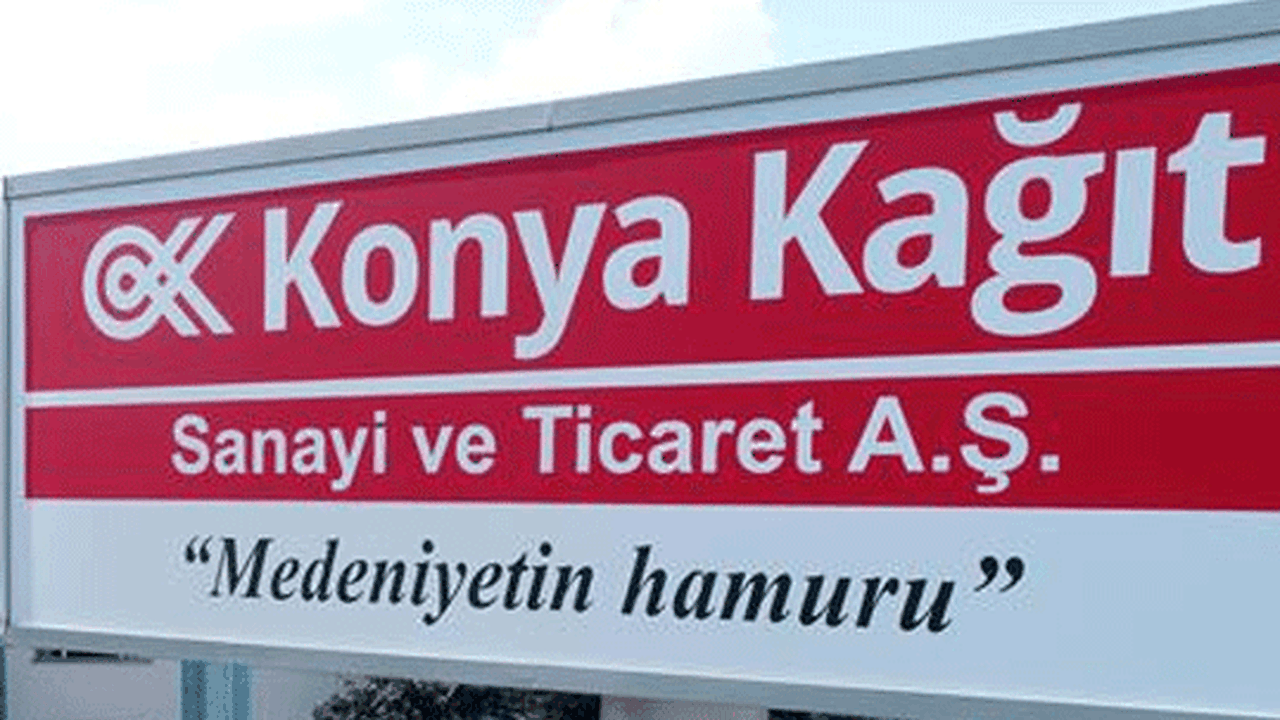 Konya Kağıt
Sanayi ve Ticaret A.Ş.
“Medeniyetin hamuru”